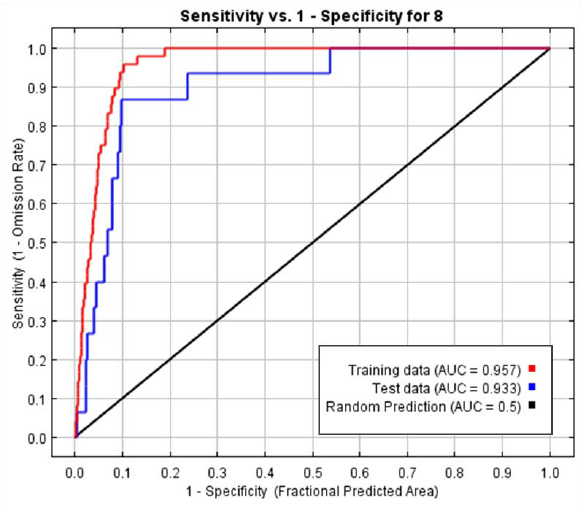 Sensitivity vs. 1 - Specificity for 8
Sensitivity (1 - Omission Rate)
1.0
0.9
0.8
0.7
0.6
0.5
0.4
0.3
0.2
0.1
0.0
Training data (AUC = 0.957)
Test data (AUC = 0.933)
Random Prediction (AUC = 0.5)
0.0 0.1 0.2 0.3 0.4 0.5 0.6 0.7 0.8 0.9 1.0
1 - Specificity (Fractional Predicted Area)